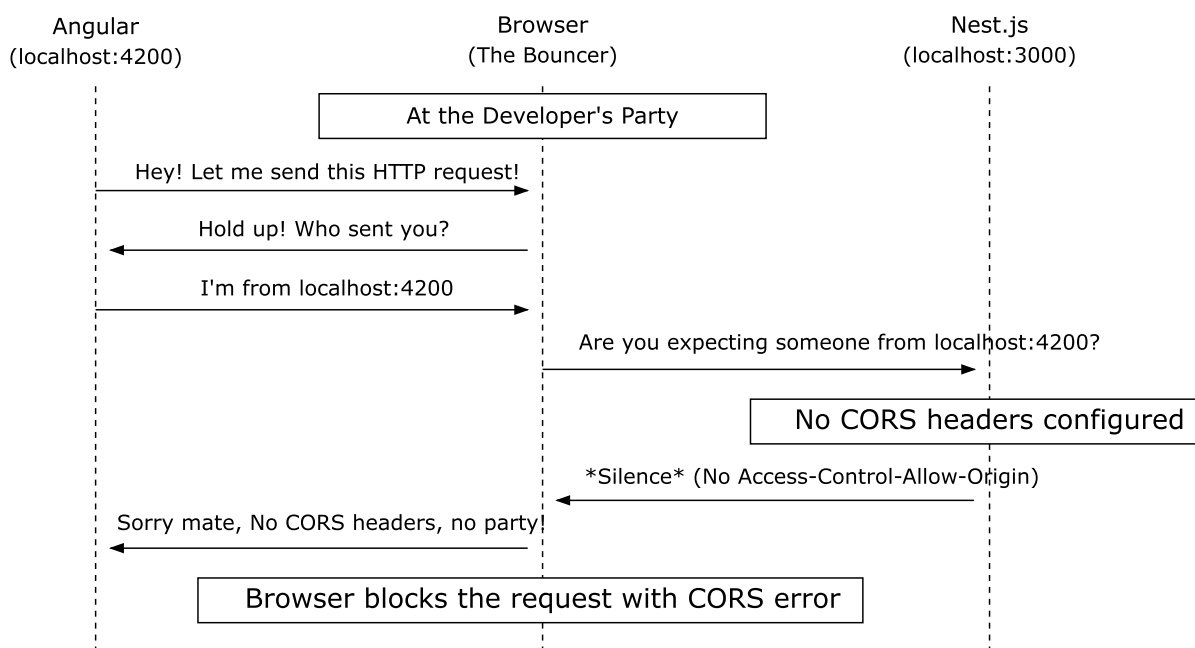 Angular
(localhost:4200)
Browser
(The Bouncer)
Nest.js
(localhost:3000)
At the Developer's Party
Hey! Let me send this HTTP request!
Hold up! Who sent you?
I'm from localhost:4200
Are you expecting someone from localhost:4200?
No CORS headers configured
*Silence* (No Access-Control-Allow-Origin)
Sorry mate, No CORS headers, no party!
Browser blocks the request with CORS error